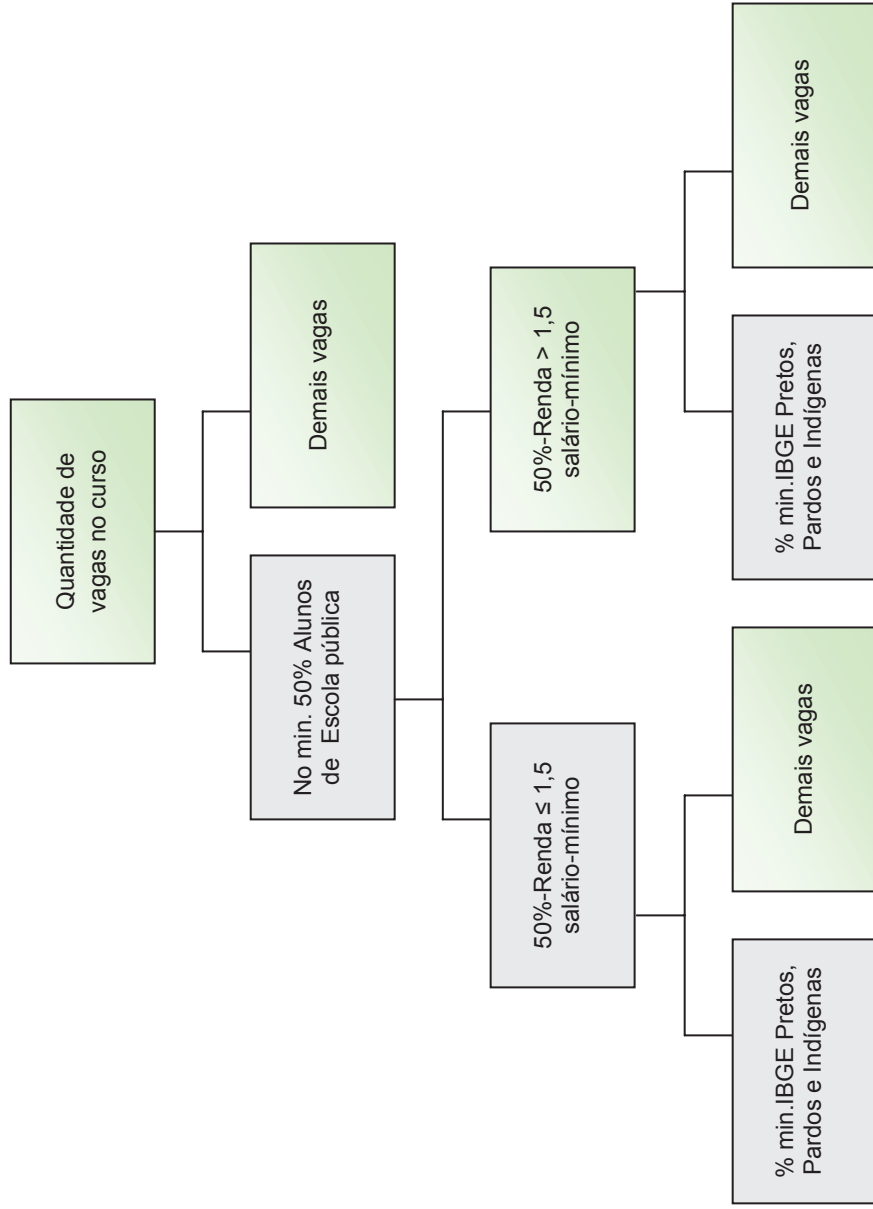 Quantidade de
vagas no curso
No min. 50% Alunos
de Escola pública
Demais vagas
50%-Renda ≤ 1,5
salário-mínimo
50%-Renda > 1,5
salário-mínimo
% min.IBGE Pretos,
Pardos e Indígenas
Demais vagas
% min.IBGE Pretos,
Pardos e Indígenas
Demais vagas